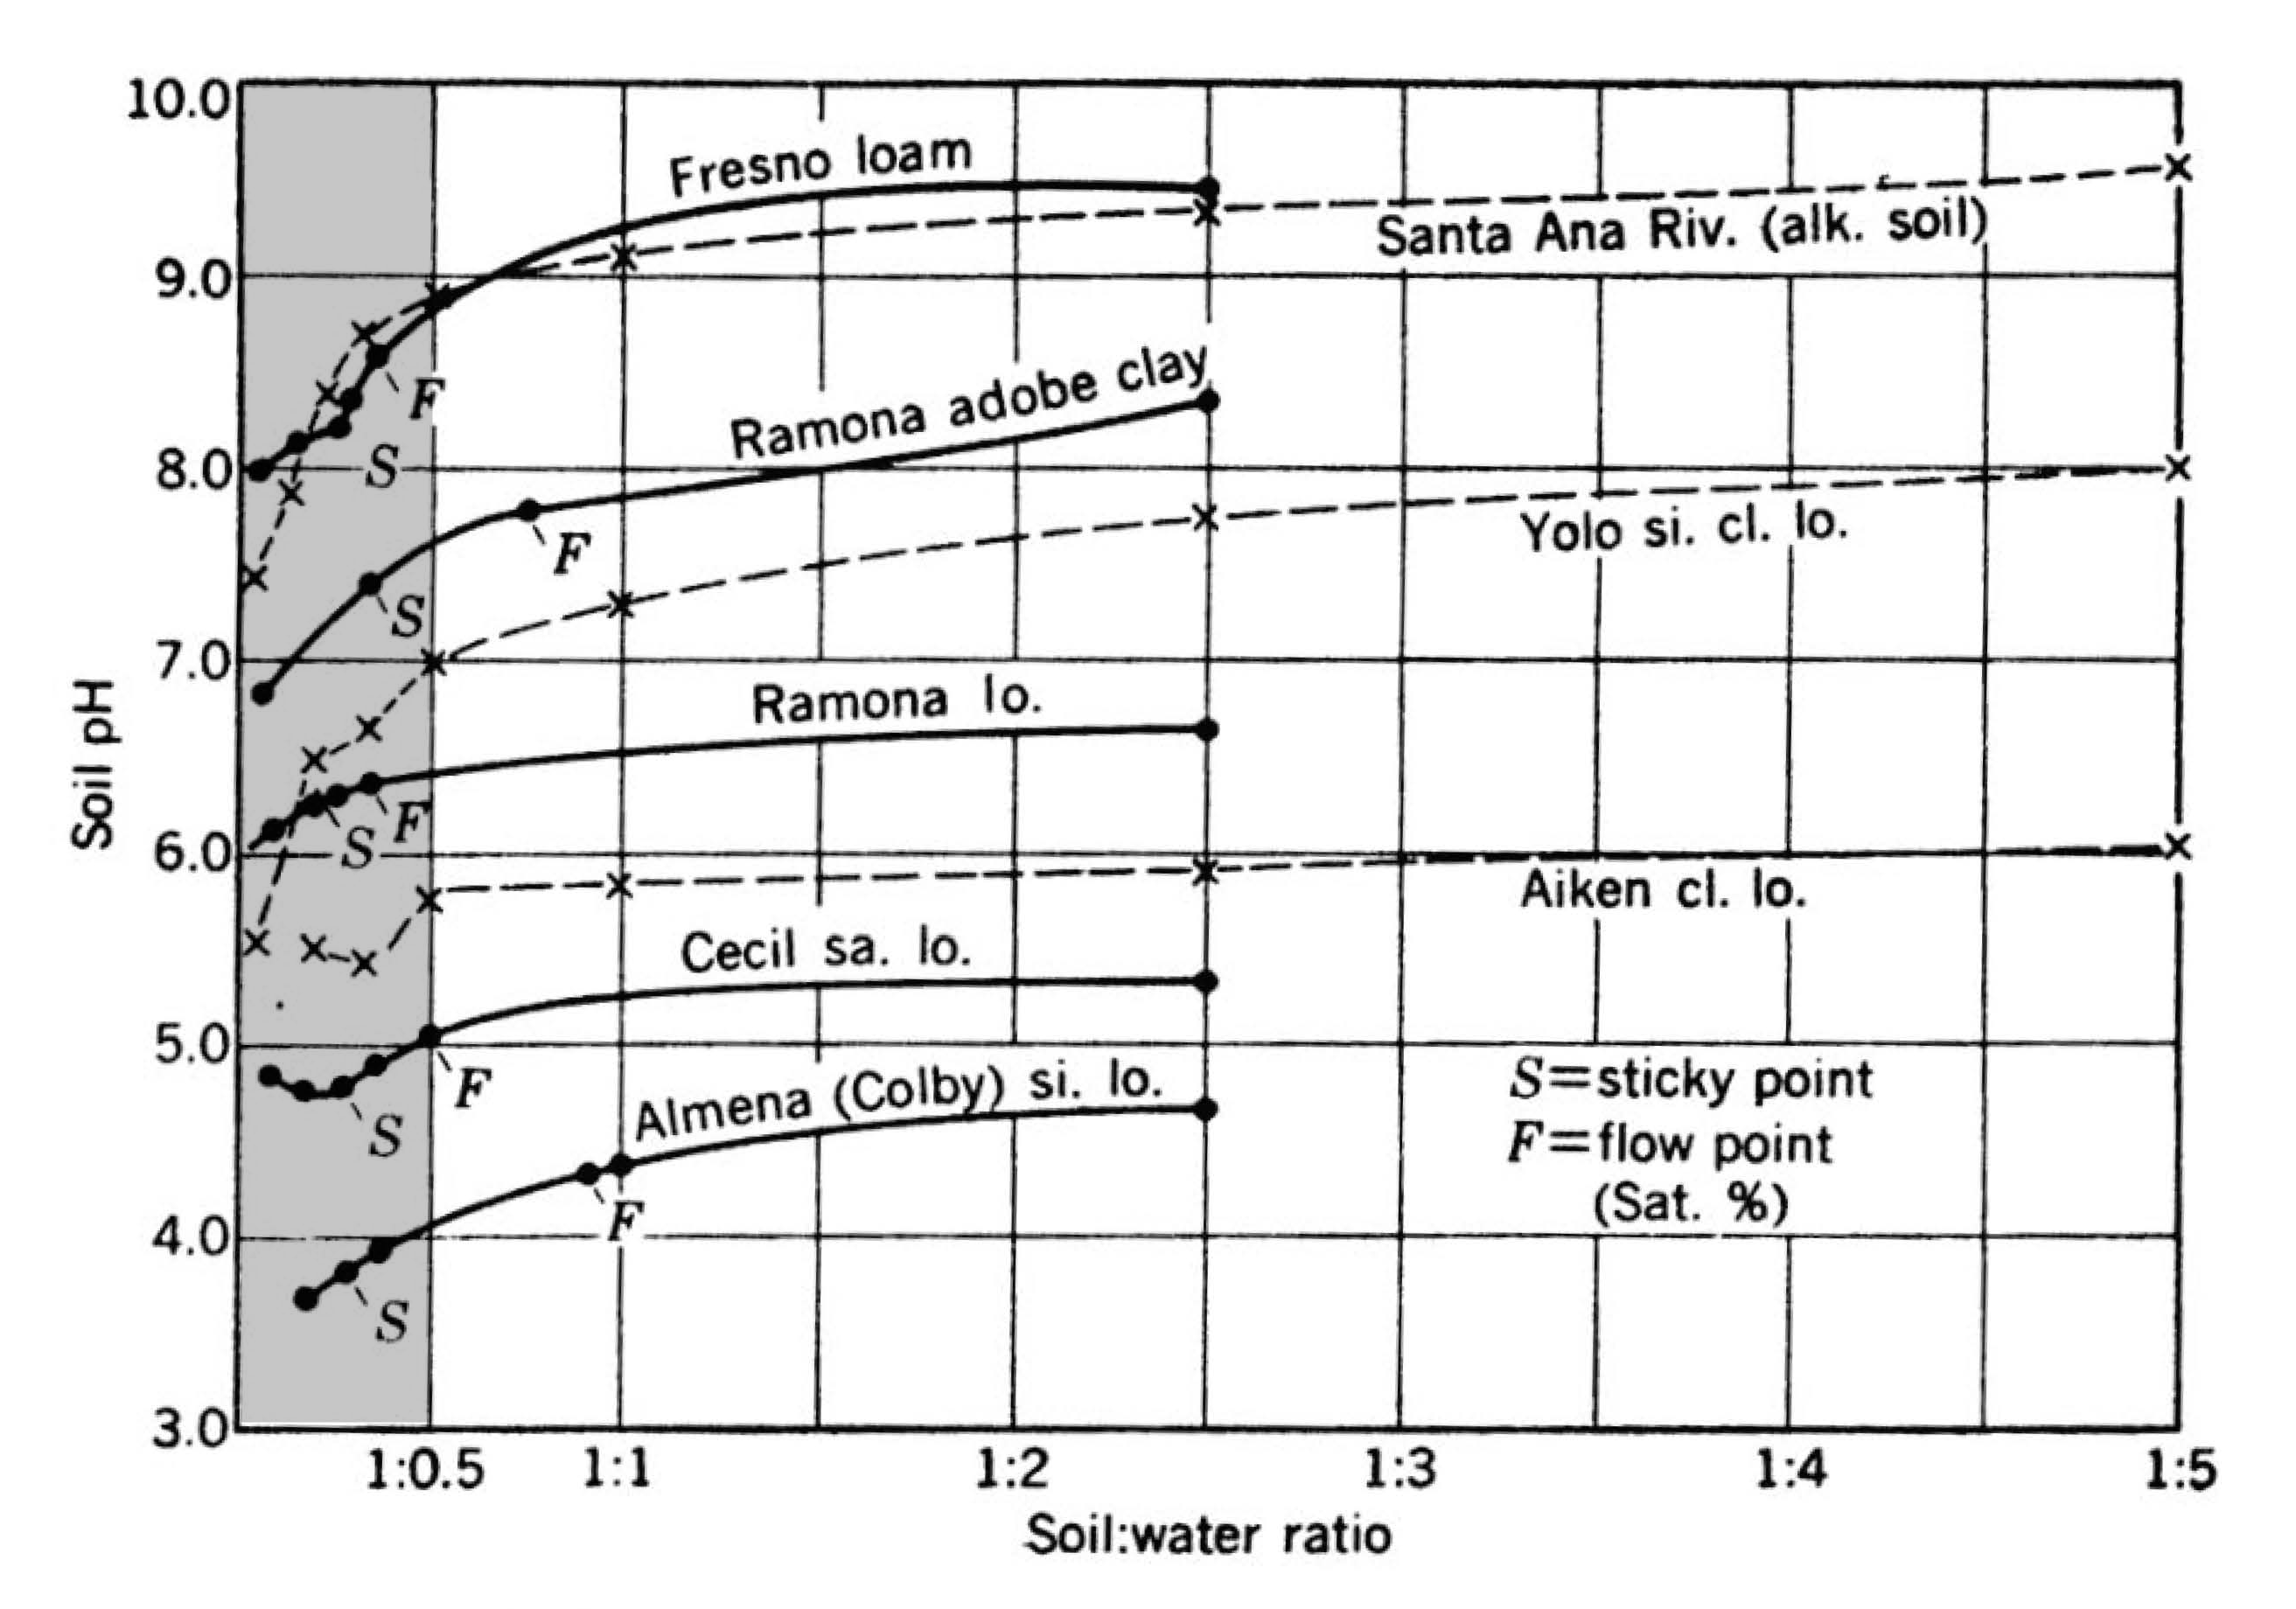 10.0
Fresno loam
Santa Ana Riv. (alk. soil)
9.0
F
Ramona adobe clay
8.0
S
F
Yolo si. cl. lo.
S
7.0
Ramona lo.
F
S
6.0
Aiken cl. lo.
Cecil sa. lo.
5.0
F
S
Almena (Colby) si. lo.
S=sticky point
F=flow point
(Sat. %)
F
4.0
S
3.0
Soil pH
1:0.5 1:1 1:2 1:3 1:4 1:5
Soil:water ratio